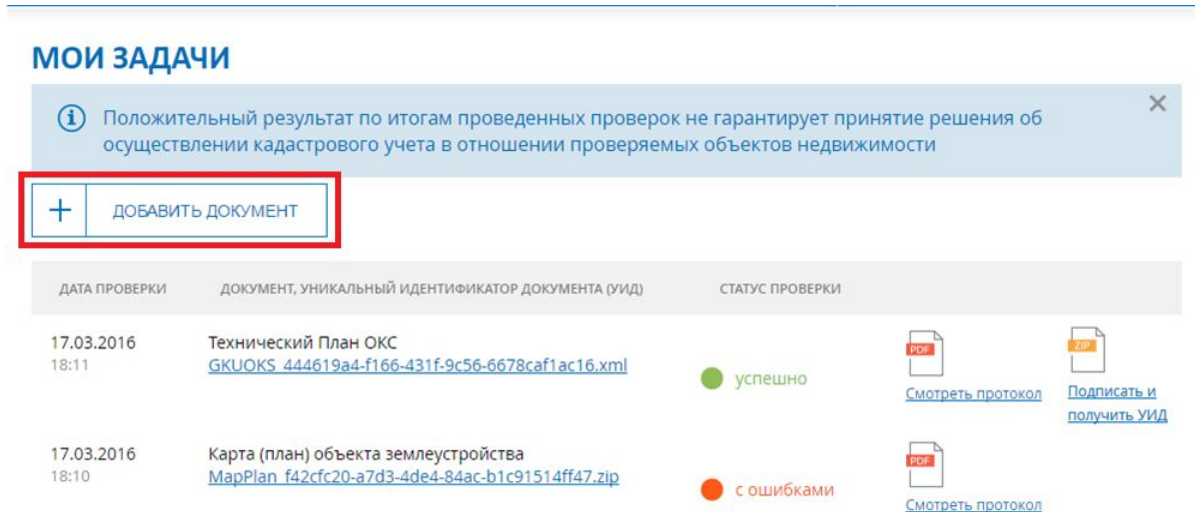 МОИ ЗАДАЧИ
Положительный результат по итогам проведенных проверок не гарантирует принятие решения об
осуществлении кадастрового учета в отношении проверяемых объектов недвижимости
ДОБАВИТЬ ДОКУМЕНТ
ДАТА ПРОВЕРКИ ДОКУМЕНТ, УНИКАЛЬНЫЙ ИДЕНТИФИКАТОР ДОКУМЕНТА (УИД) СТАТУС ПРОВЕРКИ
17.03.2016 Технический План ОКС
18:11 GKUOKS_444619a4-f166-431f-9c56-6678caf1ac16.xml
успешно
PDF
Смотреть протокол
ZIP
Подписать и
получить УИД
17.03.2016 Карта (план) объекта землеустройства
18:10 MapPlan_f42cfc20-a7d3-4de4-84ac-b1c91514ff47.zip
с ошибками
PDF
Смотреть протокол